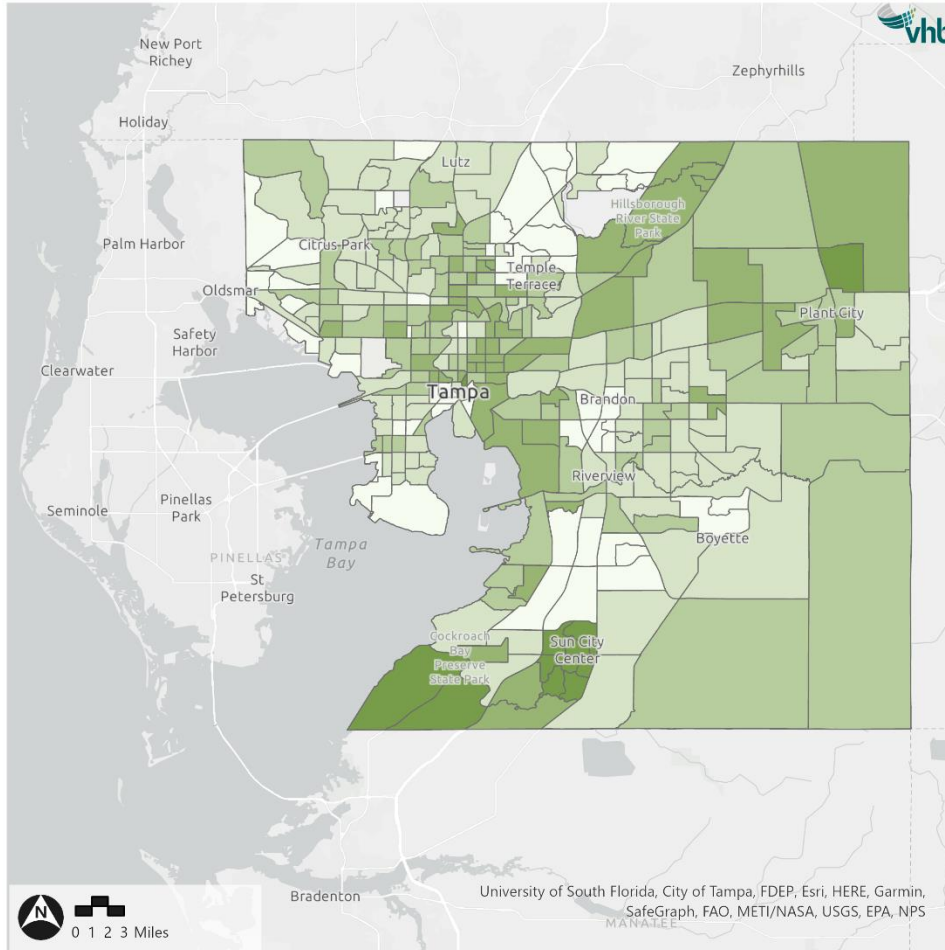 vhb
New Port
Richey
Zephyrhills
Holiday
Lutz
Hillsborough
River State
Park
Palm Harbor
Citrus Park
Temple
Terrace
Oldsmar
Plant City
Safety
Harbor
Clearwater
Tampa
Brandon
Riverview
Seminole
Pinellas
Park
Boyette
Tampa
Bay
PINELLAS
St
Petersburg
Cockroach
Bay
Preserve
State Park
Sun City
Center
Bradenton
University of South Florida, City of Tampa, FDEP, Esri, HERE, Garmin,
SafeGraph, FAO, METI/NASA, USGS, EPA, NPS
MANATEE
N
0 1 2 3 Miles